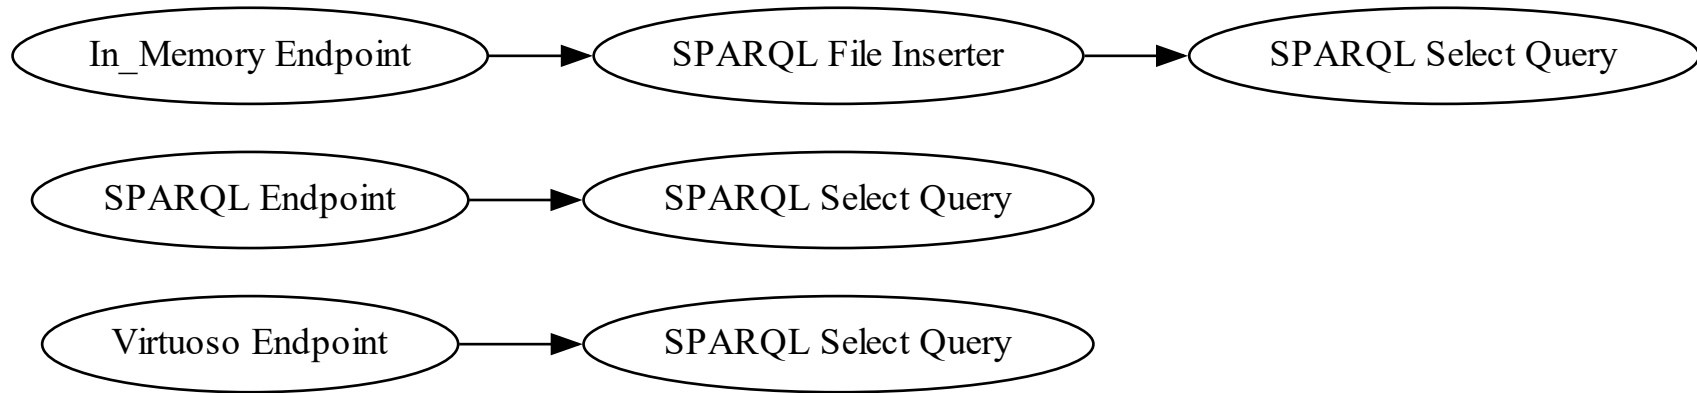 In_Memory Endpoint
SPARQL File Inserter
SPARQL Select Query
SPARQL Endpoint
SPARQL Select Query
Virtuoso Endpoint
SPARQL Select Query